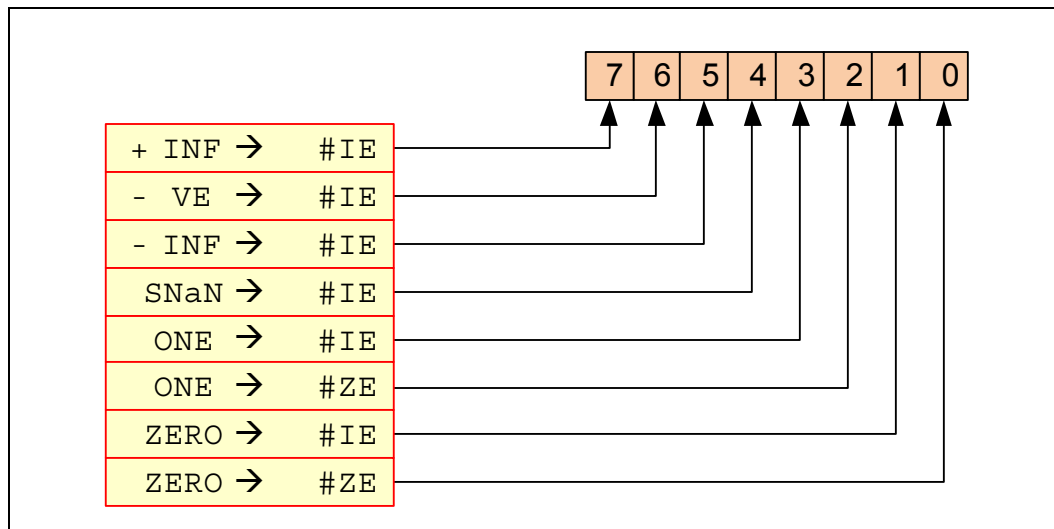 7 6 5 4 3 2 1 0
+ INF → #IE
- VE → #IE
- INF → #IE
SNaN → #IE
ONE → #IE
ONE → #ZE
ZERO → #IE
ZERO → #ZE